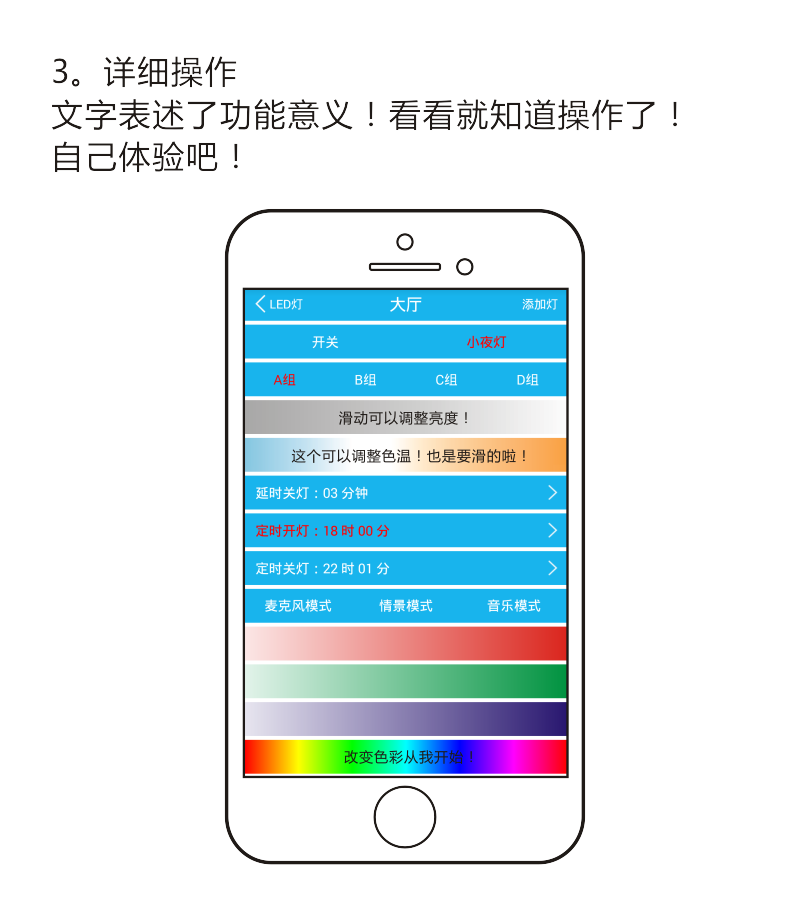 3。详细操作
文字表述了功能意义！看看就知道操作了！
自己体验吧！
LED灯 大厅 添加灯
开关 小夜灯
A组 B组 C组 D组
滑动可以调整亮度！
这个可以调整色温！也是要滑的啦！
延时关灯：03 分钟
定时开灯：18 时 00 分
定时关灯：22 时 01 分
麦克风模式 情景模式 音乐模式
改变色彩从我开始！